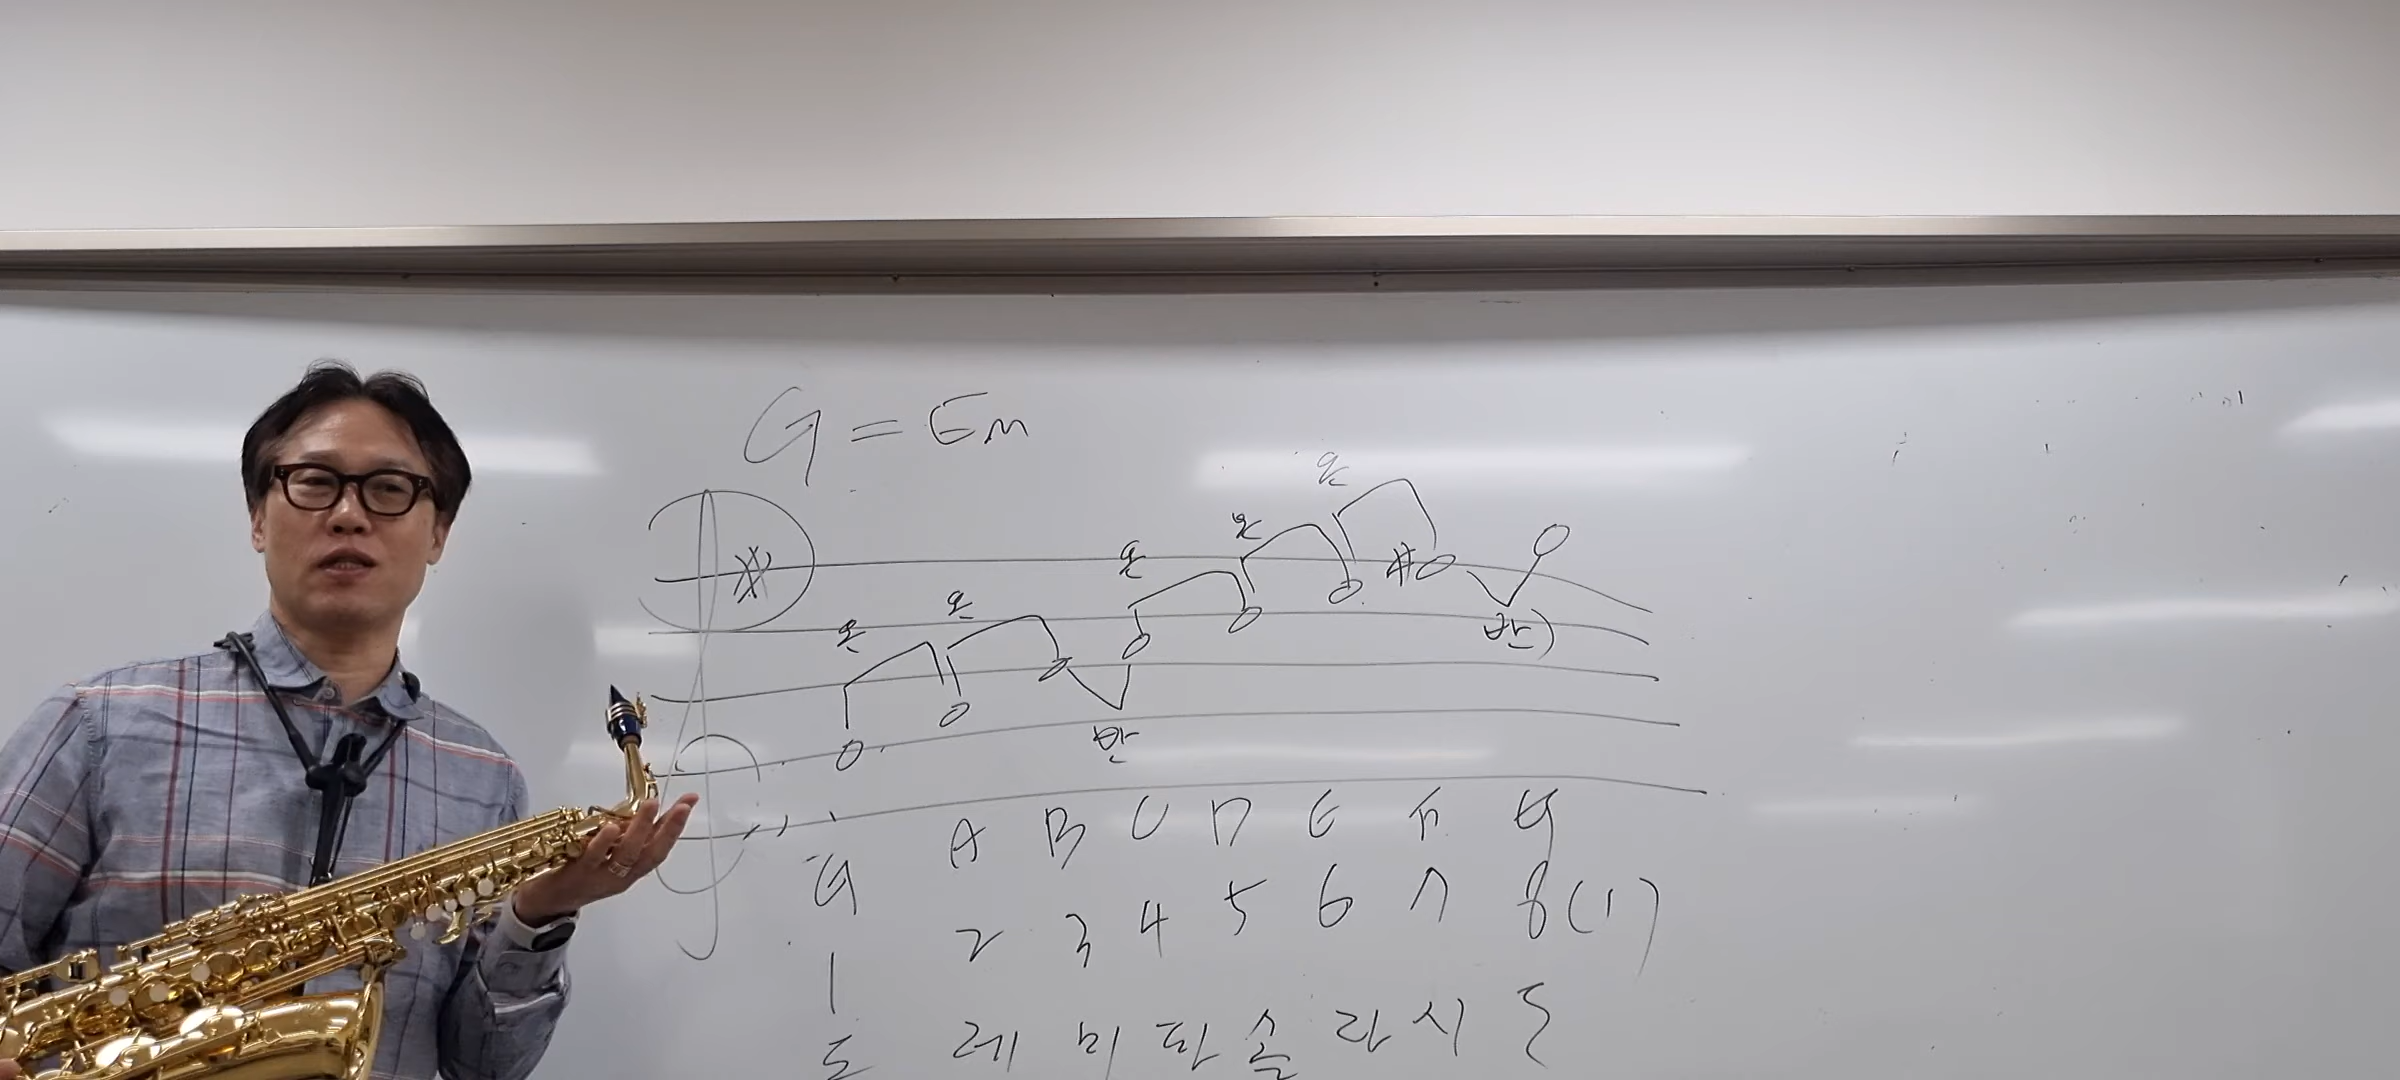 G = Em
온 온 반 온 온 온 # 반)
G A B C D E F G
1 2 3 4 5 6 7 8(1)
도 레 미 파 솔 라 시 도